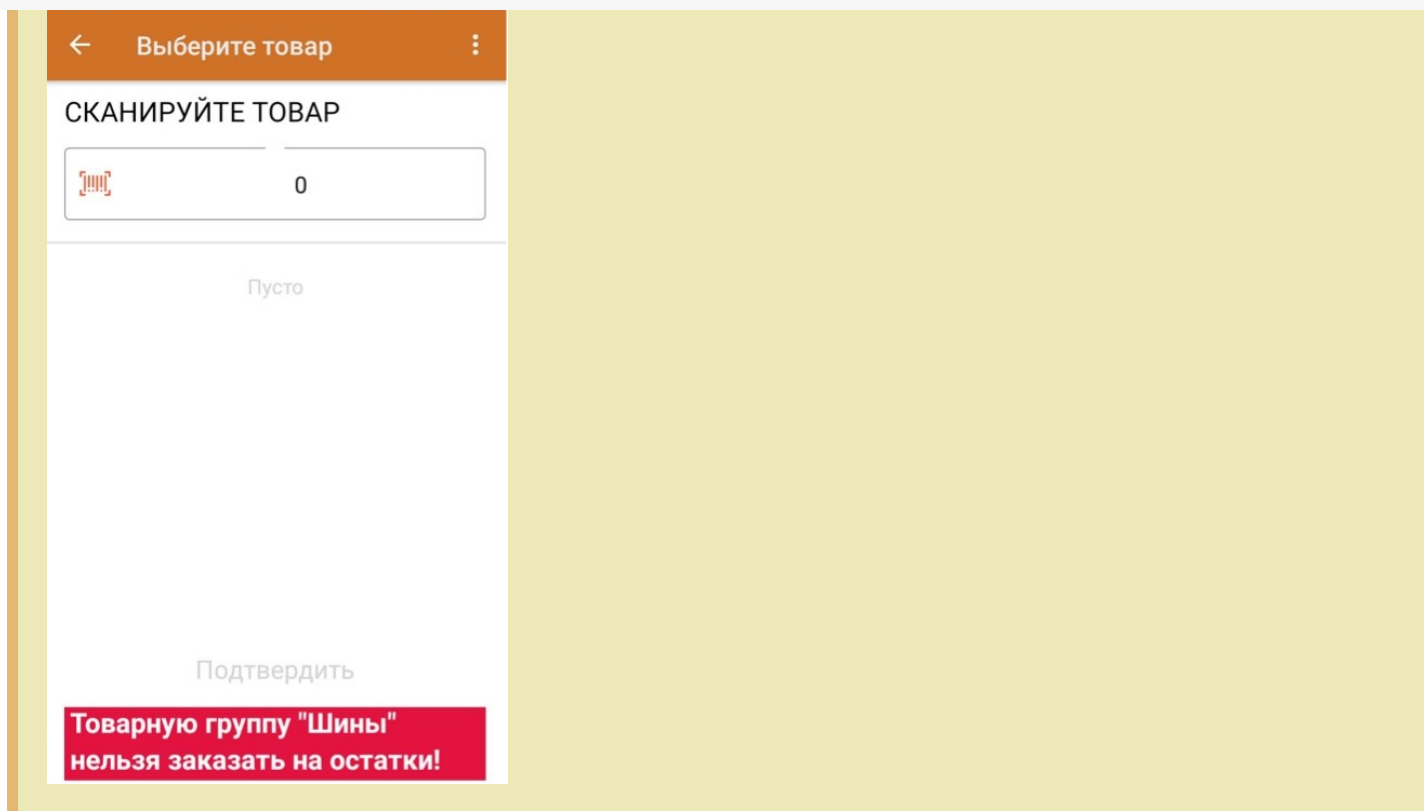 Выберите товар
СКАНИРУЙТЕ ТОВАР
0
Пусто
Подтвердить
Товарную группу "Шины"
нельзя заказать на остатки!